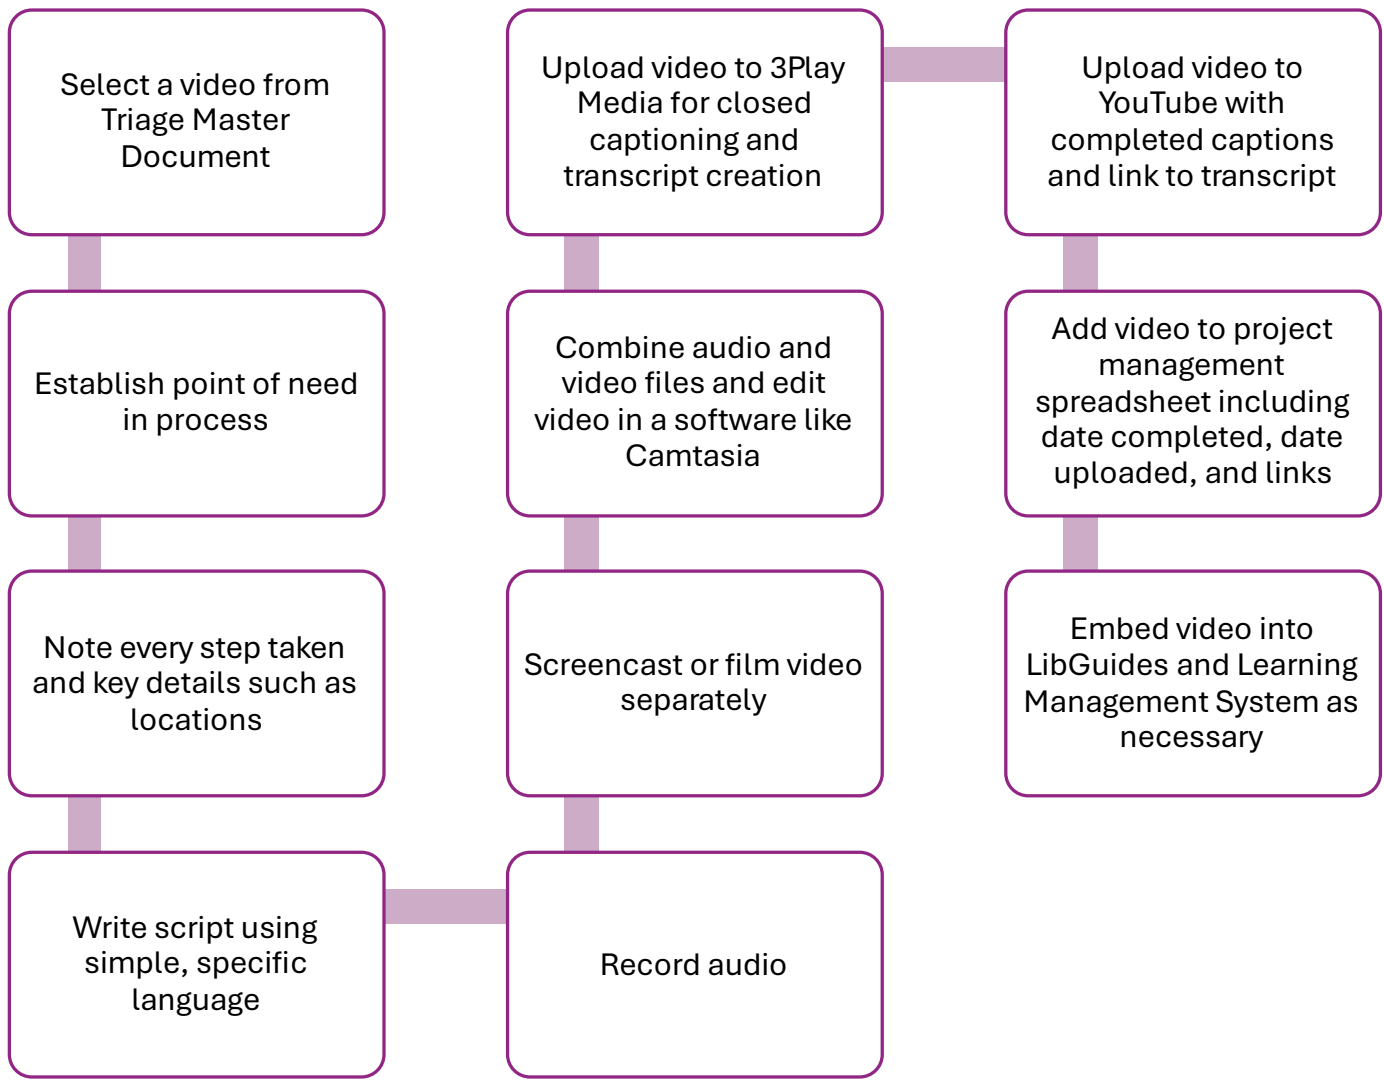 Select a video from
Triage Master
Document
Establish point of need
in process
Note every step taken
and key details such as
locations
Write script using
simple, specific
language
Record audio
Screencast or film video
separately
Combine audio and
video files and edit
video in a software like
Camtasia
Upload video to 3Play
Media for closed
captioning and
transcript creation
Upload video to
YouTube with
completed captions
and link to transcript
Add video to project
management
spreadsheet including
date completed, date
uploaded, and links
Embed video into
LibGuides and Learning
Management System as
necessary